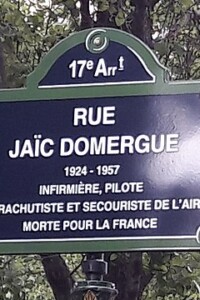 17e Arrt
RUE
JAÏC DOMERGUE
1924 - 1957
INFIRMIÈRE, PILOTE
RACHUTISTE ET SECOURISTE DE L'AIR
MORTE POUR LA FRANCE